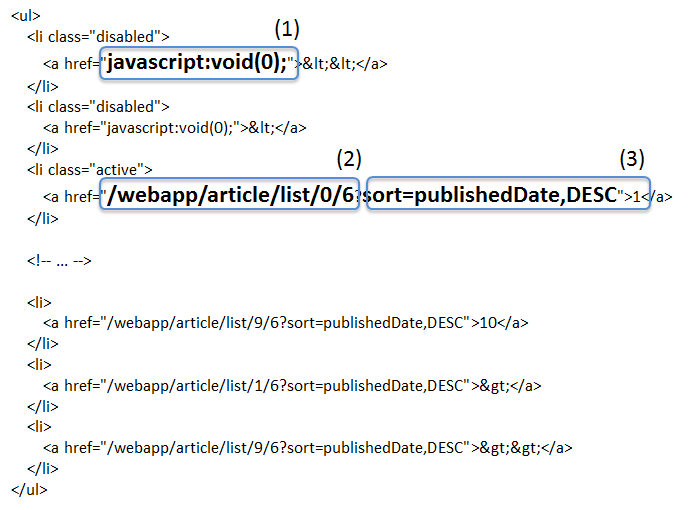 <ul>
(1)
<li class="disabled">
<a href="javascript:void(0);">&lt;&lt;</a>
</li>
<li class="disabled">
<a href="javascript:void(0);">&lt;</a>
</li>
<li class="active">
(2) (3)
<a href="/webapp/article/list/0/6?sort=publishedDate,DESC">1</a>
</li>
<!-- ... -->
<li>
<a href="/webapp/article/list/9/6?sort=publishedDate,DESC">10</a>
</li>
<li>
<a href="/webapp/article/list/1/6?sort=publishedDate,DESC">&gt;</a>
</li>
<li>
<a href="/webapp/article/list/9/6?sort=publishedDate,DESC">&gt;&gt;</a>
</li>
</ul>